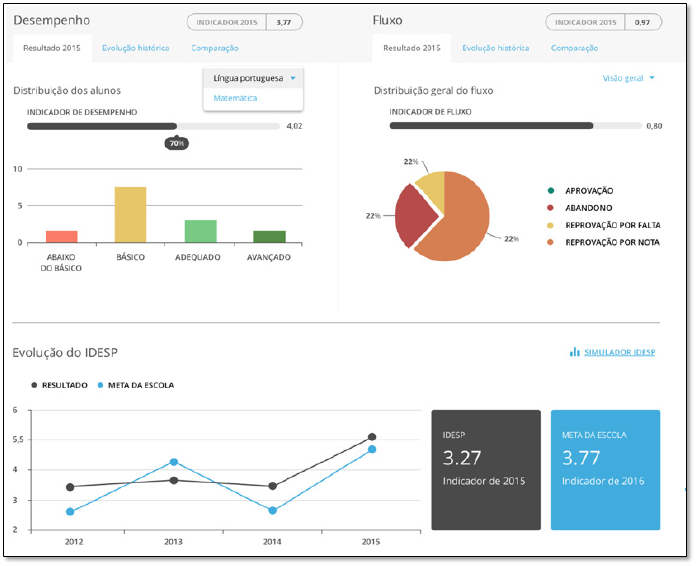 Desempenho
INDICADOR 2015 3,77
Resultado 2015 Evolução histórica Comparação
Língua portuguesa
Matemática
Distribuição dos alunos
INDICADOR DE DESEMPENHO
4,02
70%
10
5
0
ABAIXO DO BÁSICO
BÁSICO
ADEQUADO
AVANÇADO
Fluxo
INDICADOR 2015 0,97
Resultado 2015 Evolução histórica Comparação
Visão geral
Distribuição geral do fluxo
INDICADOR DE FLUXO
0,80
22%
22%
22%
APROVAÇÃO
ABANDONO
REPROVAÇÃO POR FALTA
REPROVAÇÃO POR NOTA
Evolução do IDESP
SIMULADOR IDESP
RESULTADO META DA ESCOLA
6
5,5
4
3
2
2012 2013 2014 2015
IDESP
3.27
Indicador de 2015
META DA ESCOLA
3.77
Indicador de 2016